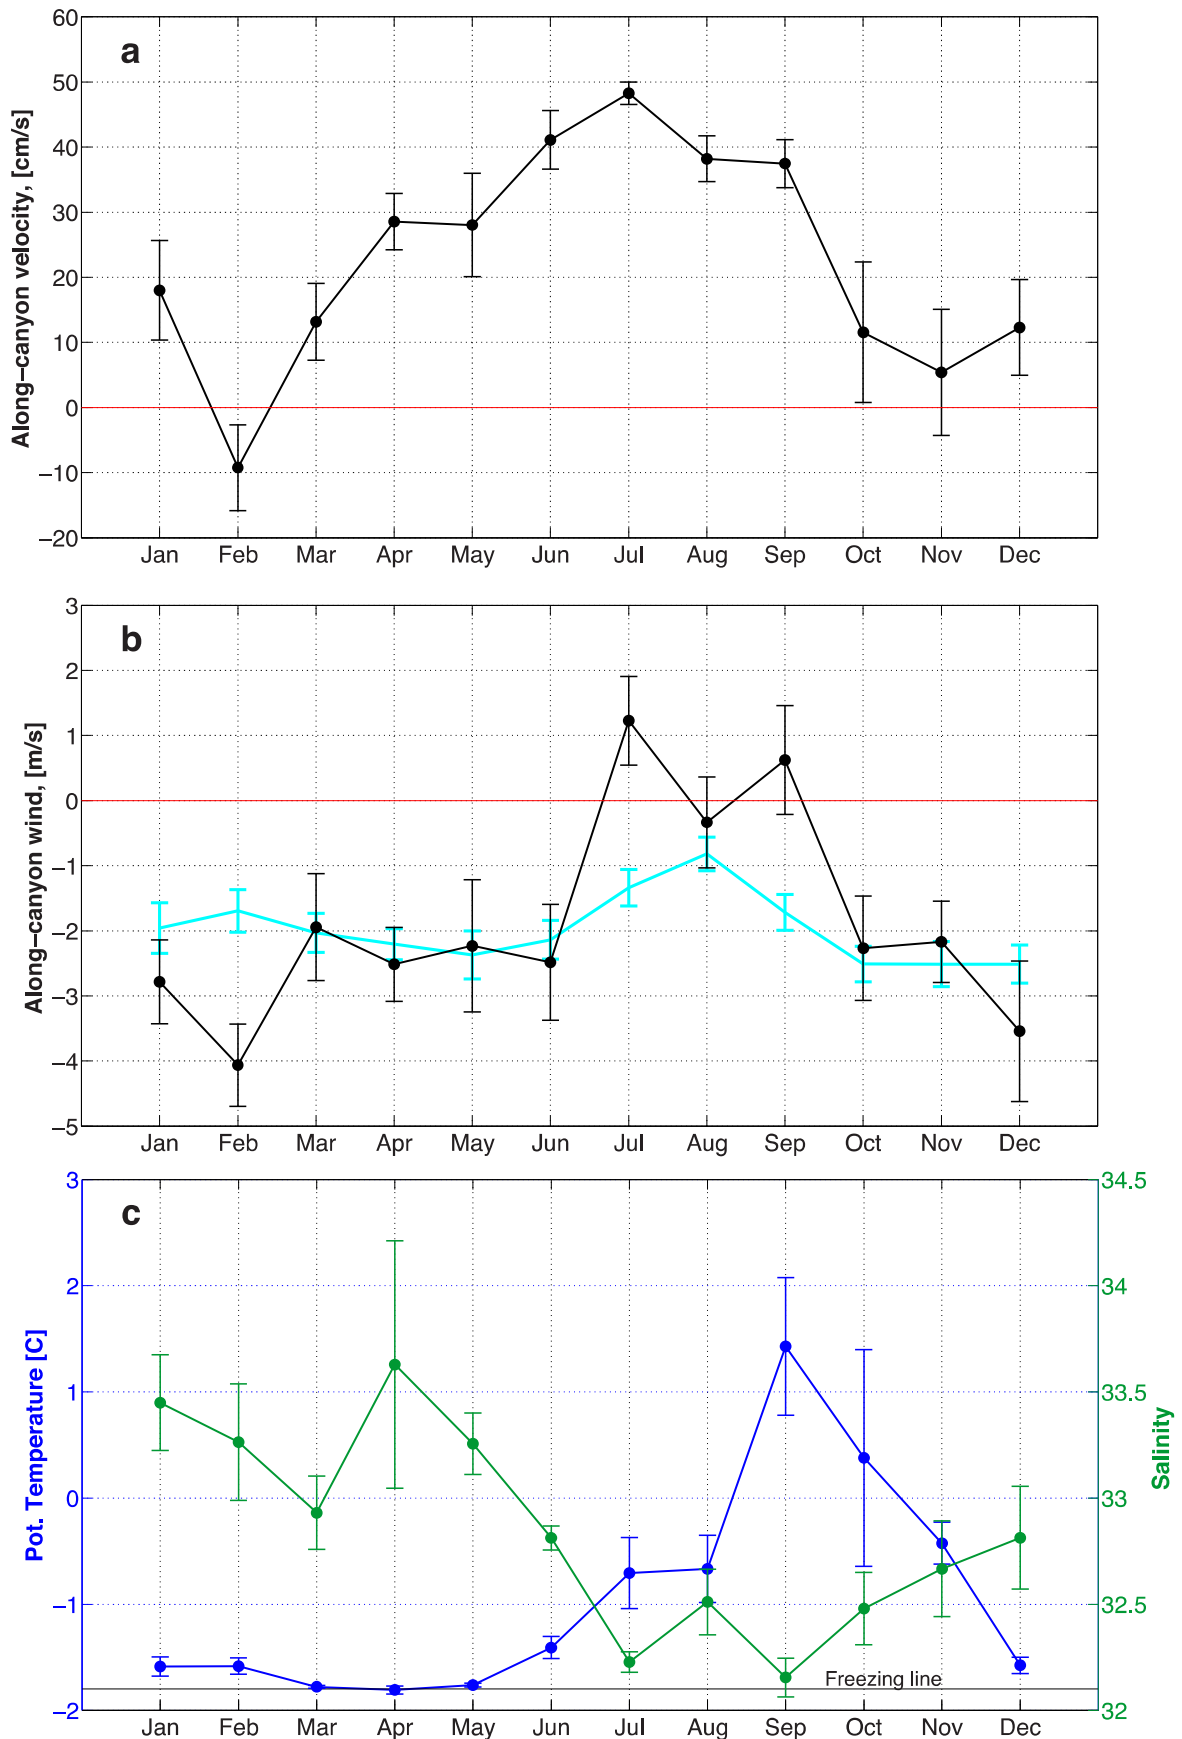 a
Along–canyon velocity, [cm/s]
60
50
40
30
20
10
0
–10
–20
Jan Feb Mar Apr May Jun Jul Aug Sep Oct Nov Dec
b
Along–canyon wind, [m/s]
3
2
1
0
–1
–2
–3
–4
–5
Jan Feb Mar Apr May Jun Jul Aug Sep Oct Nov Dec
c
Pot. Temperature [C]
3
2
1
0
–1
–2
34.5
34
33.5
33
32.5
32
Salinity
Freezing line
Jan Feb Mar Apr May Jun Jul Aug Sep Oct Nov Dec